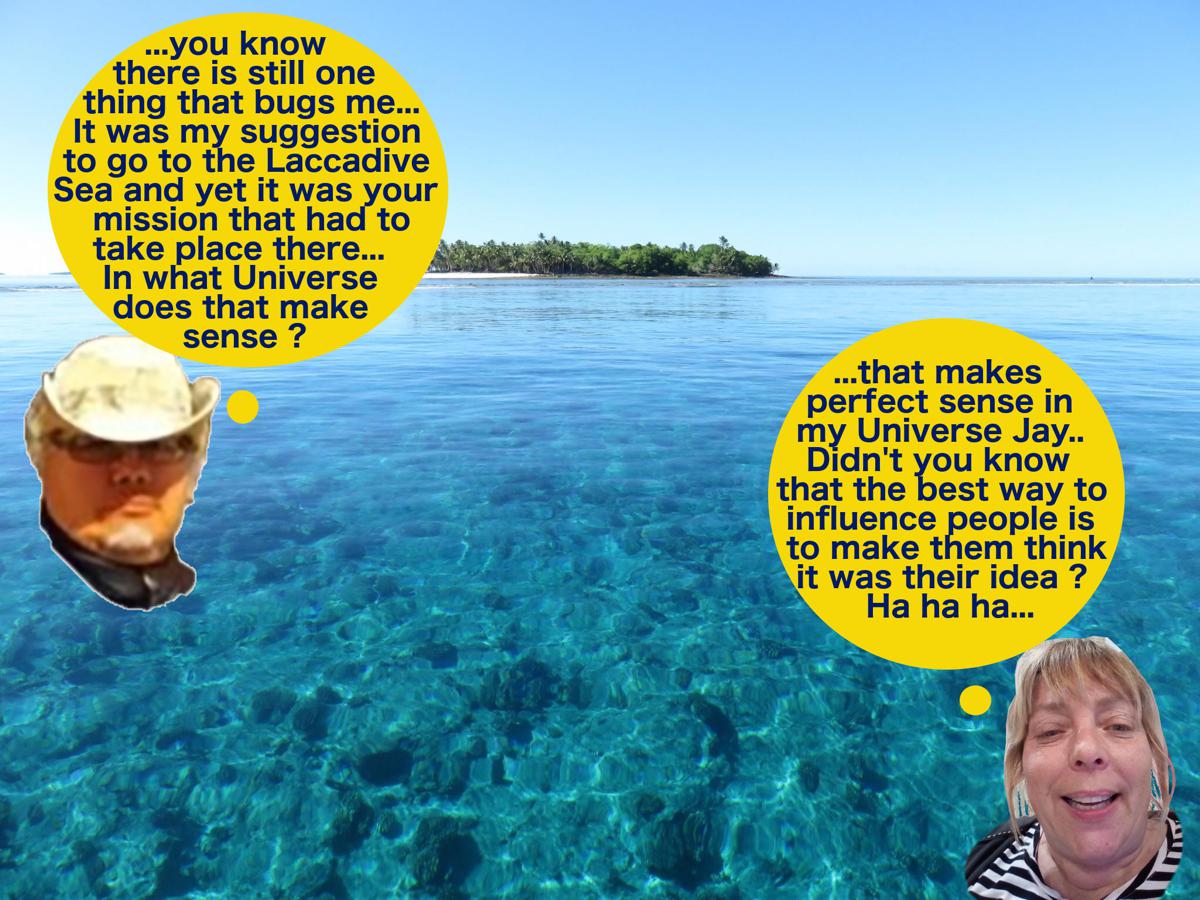 ...you know
there is still one
thing that bugs me...
It was my suggestion
to go to the Laccadive
Sea and yet it was your
mission that had to
take place there...
In what Universe
does that make
sense ?
...that makes
perfect sense in
my Universe Jay..
Didn't you know
that the best way to
influence people is
to make them think
it was their idea ?
Ha ha ha...